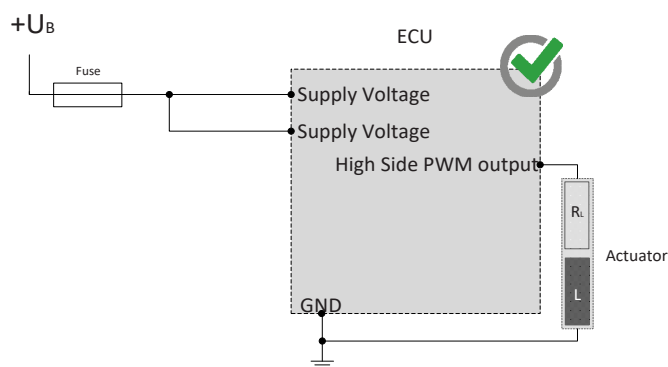 +UB
ECU
Fuse
Supply Voltage
Supply Voltage
High Side PWM output
RL
Actuator
L
GND